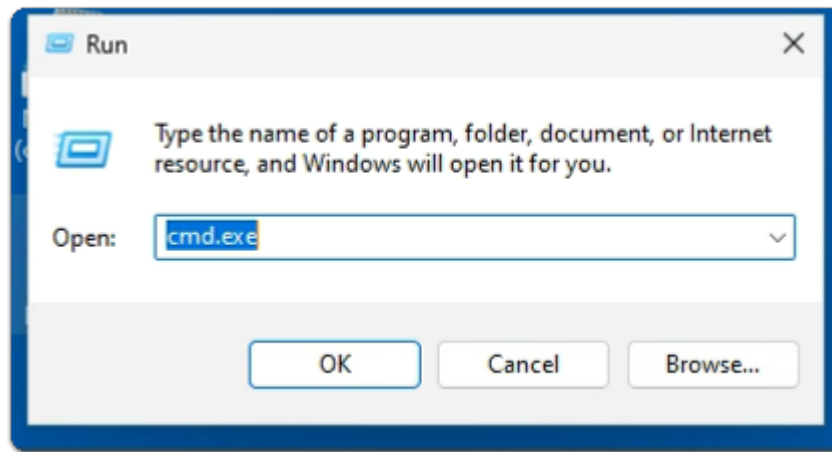 Run
Type the name of a program, folder, document, or Internet
resource, and Windows will open it for you.
Open: cmd.exe
OK Cancel Browse...